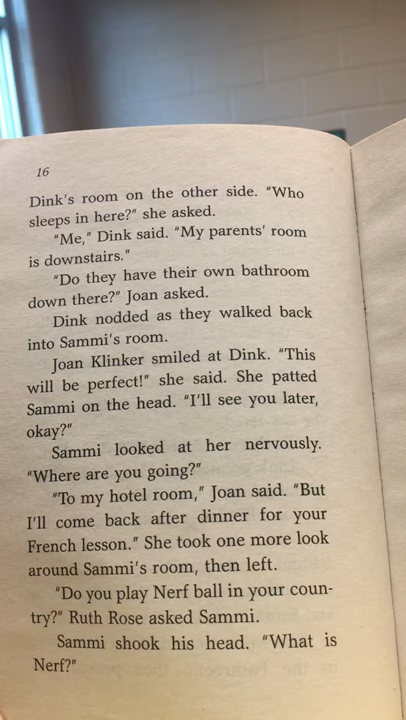 16
Dink's room on the other side. "Who
sleeps in here?" she asked.
"Me," Dink said. "My parents' room
is downstairs."
"Do they have their own bathroom
down there?" Joan asked.
Dink nodded as they walked back
into Sammi's room.
Joan Klinker smiled at Dink. "This
will be perfect!" she said. She patted
Sammi on the head. "I'll see you later,
okay?"
Sammi looked at her nervously.
"Where are you going?"
"To my hotel room," Joan said. "But
I'll come back after dinner for your
French lesson." She took one more look
around Sammi's room, then left.
"Do you play Nerf ball in your coun-
try?" Ruth Rose asked Sammi.
Sammi shook his head. "What is
Nerf?"